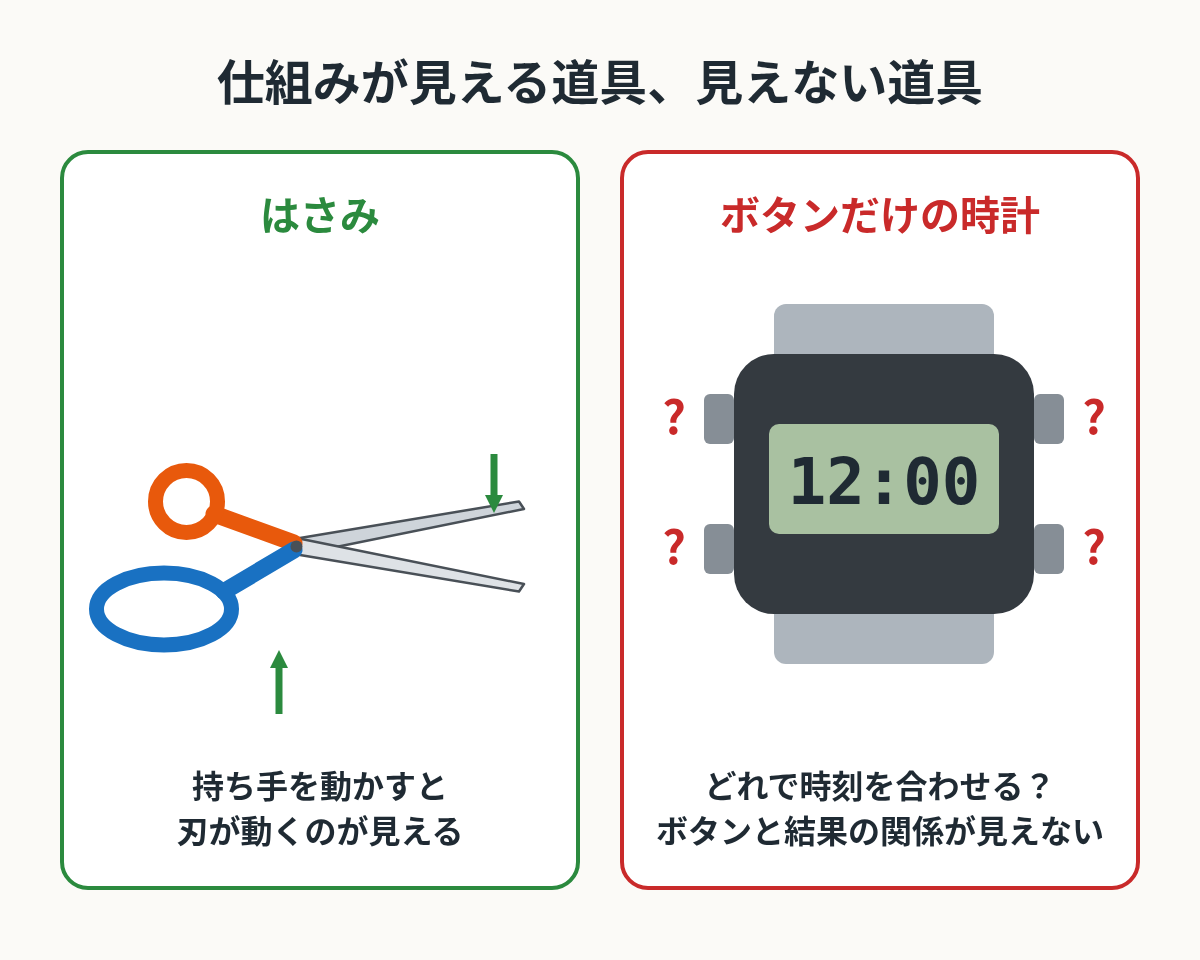 仕組みが見える道具、見えない道具
はさみ
持ち手を動かすと
刃が動くのが見える
ボタンだけの時計
?
?
12:00
?
?
どれで時刻を合わせる？
ボタンと結果の関係が見えない